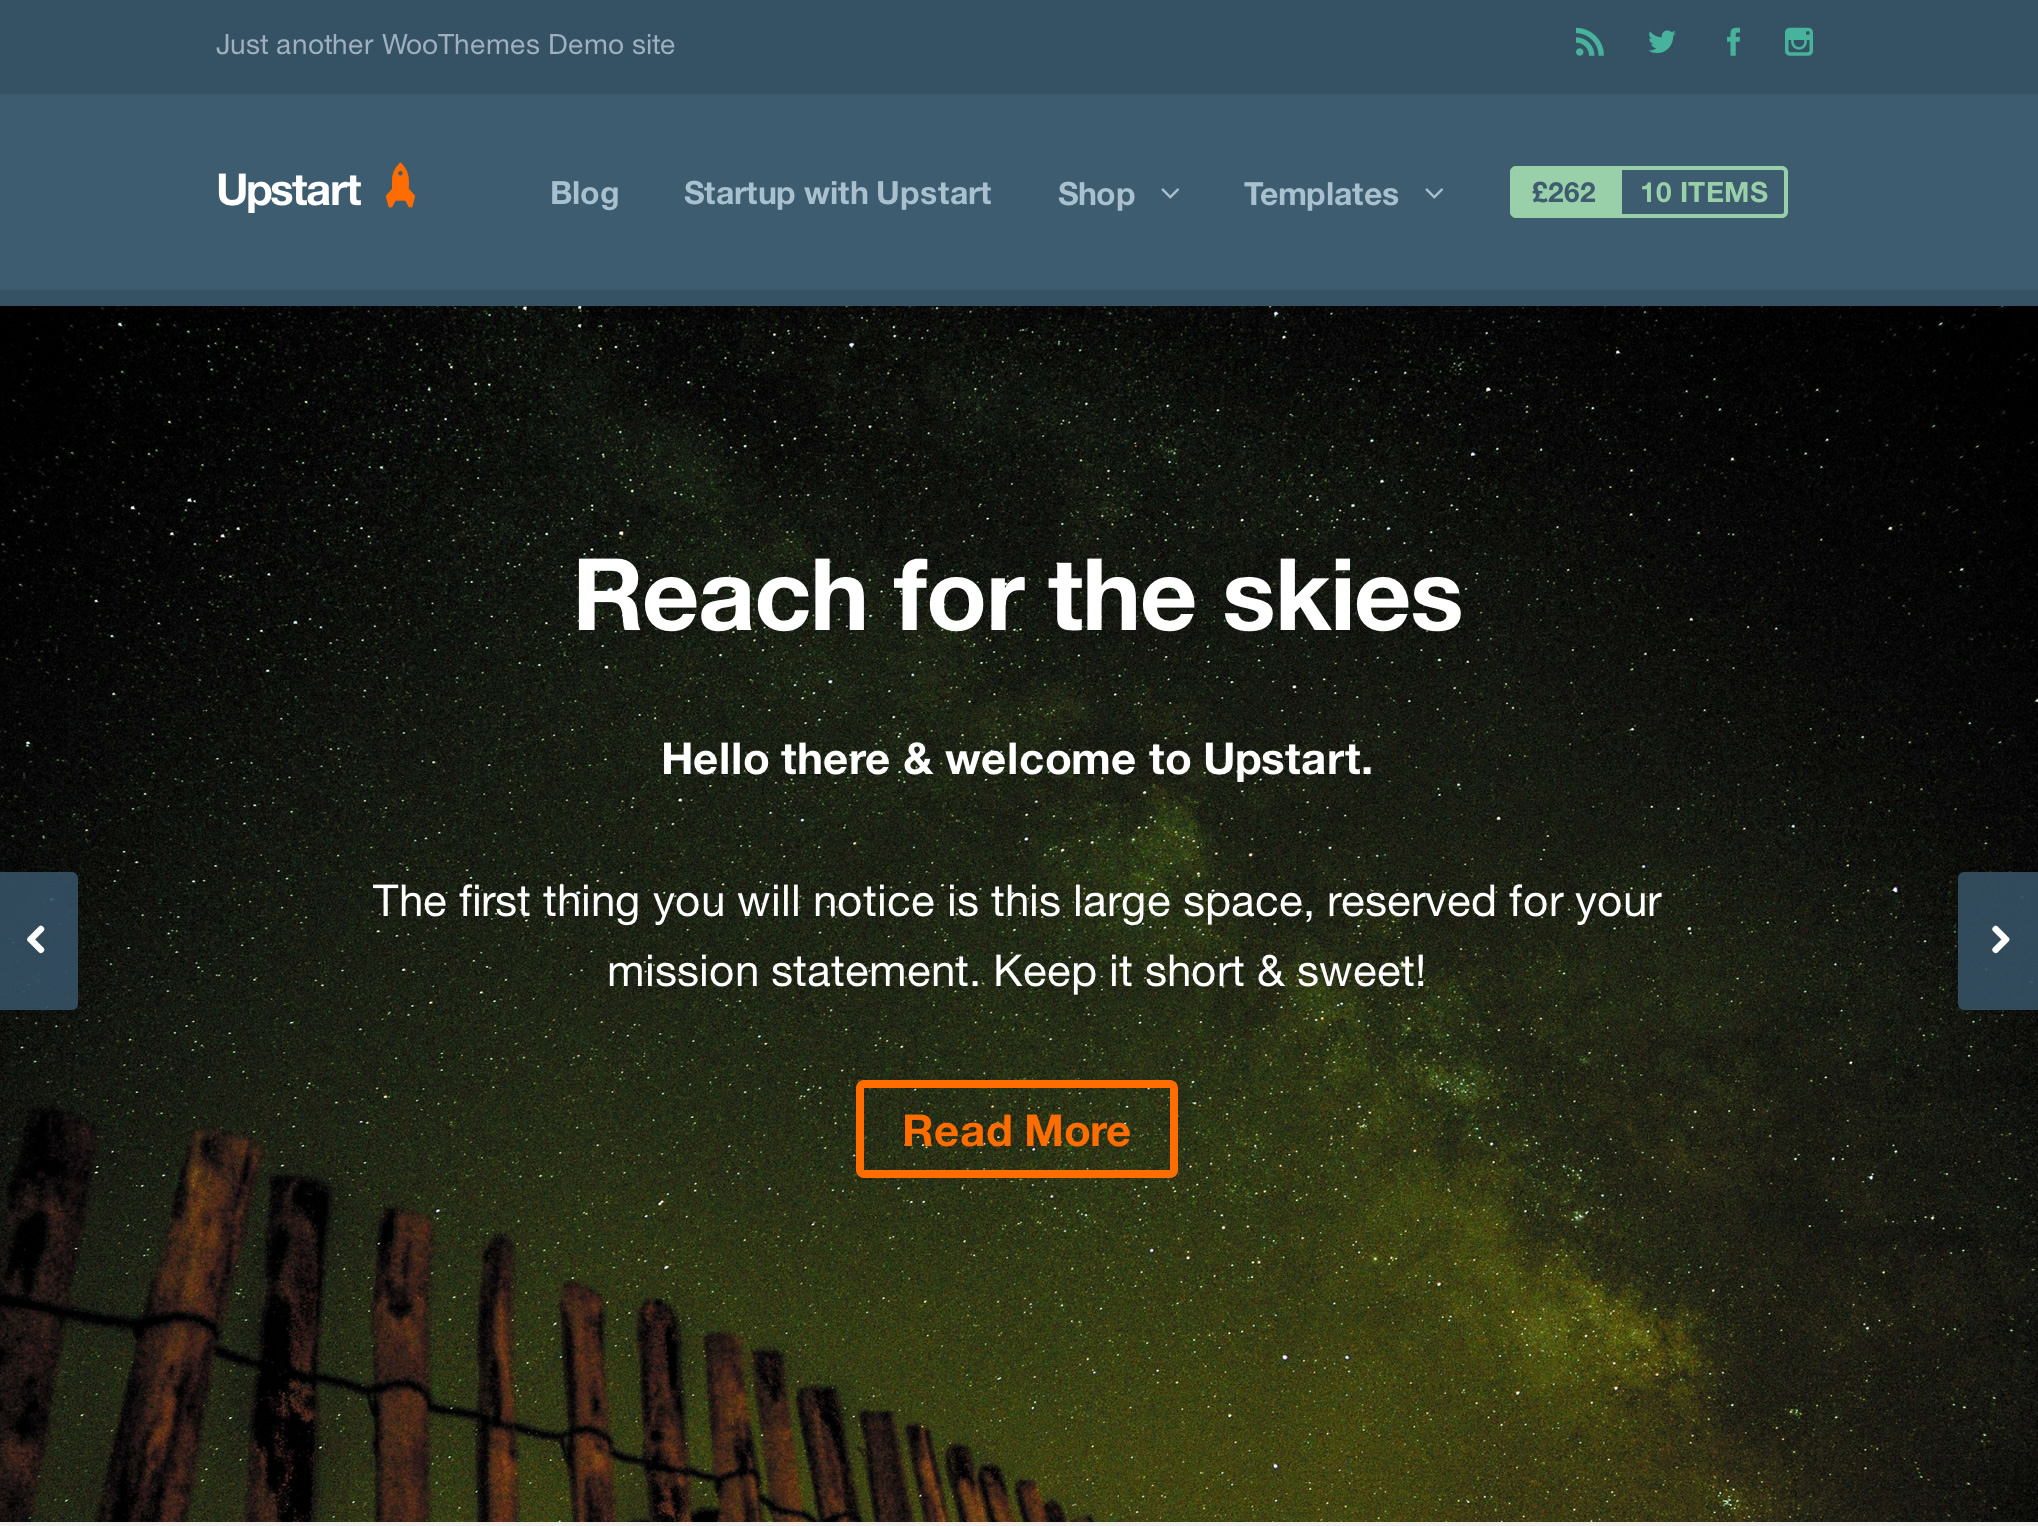 Just another WooThemes Demo site
Upstart
Blog
Startup with Upstart
Shop
Templates
£262
10 ITEMS
Reach for the skies
Hello there & welcome to Upstart.
The first thing you will notice is this large space, reserved for your
mission statement. Keep it short & sweet!
Read More